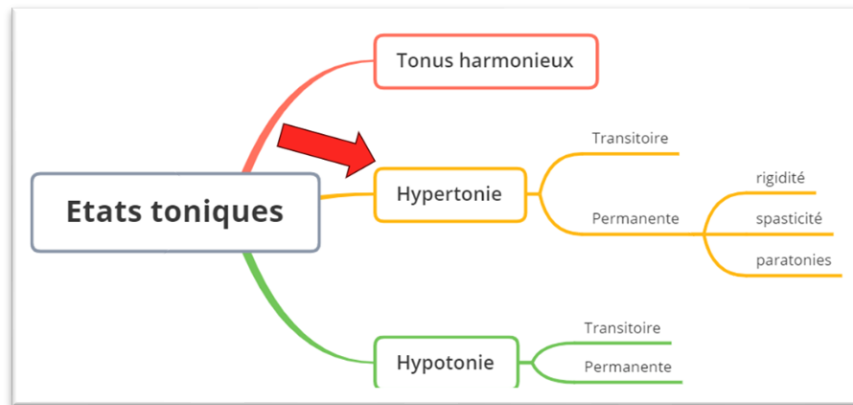 Tonus harmonieux
Etats toniques
Hypertonie
Transitoire
Permanente
rigidité
spasticité
paratonies
Hypotonie
Transitoire
Permanente